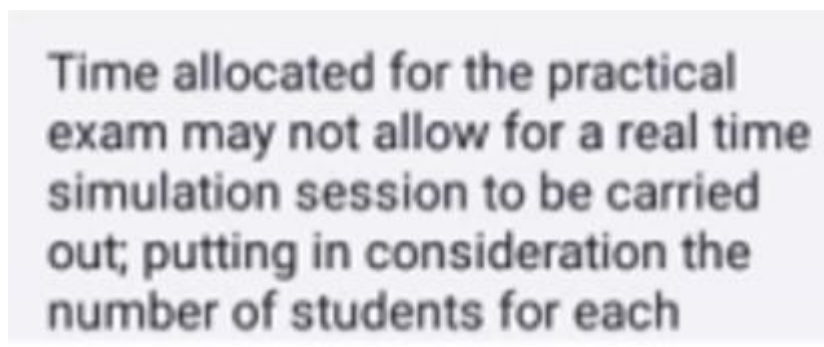 Time allocated for the practical
exam may not allow for a real time
simulation session to be carried
out; putting in consideration the
number of students for each